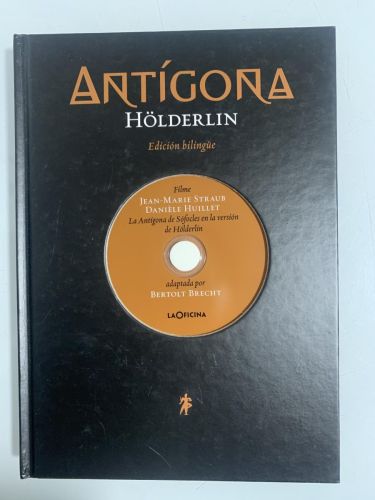 ANTÍGONA
HÖLDERLIN
Edición bilingüe
Filme
JEAN-MARIE STRAUB
DANIÈLE HUILLET
La Antígona de Sófocles en la versión
de Hölderlin
adaptada por
BERTOLT BRECHT
LAOFICINA